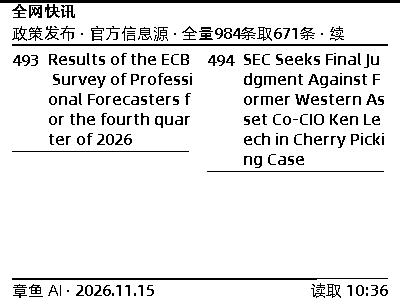 全网快讯
政策发布 · 官方信息源 · 全量984条取671条 · 续
493 Results of the ECB
Survey of Professi
onal Forecasters f
or the fourth quar
ter of 2026
494 SEC Seeks Final Ju
dgment Against F
ormer Western As
set Co-CIO Ken Le
ech in Cherry Picki
ng Case
章鱼 AI · 2026.11.15
读取 10:36